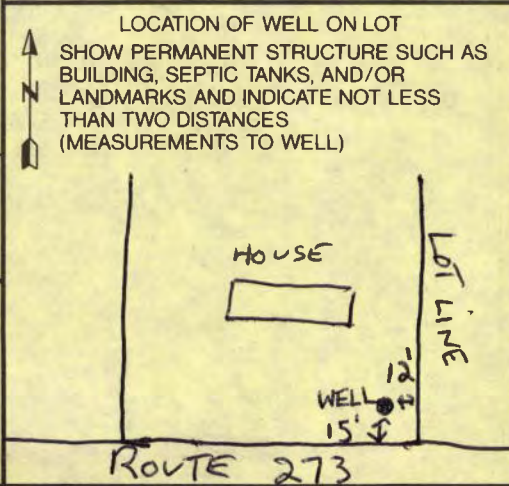 LOCATION OF WELL ON LOT
SHOW PERMANENT STRUCTURE SUCH AS
BUILDING, SEPTIC TANKS, AND/OR
N
LANDMARKS AND INDICATE NOT LESS
THAN TWO DISTANCES
(MEASUREMENTS TO WELL)
HOUSE
LOT LINE
12'
WELL
15'
ROUTE 273